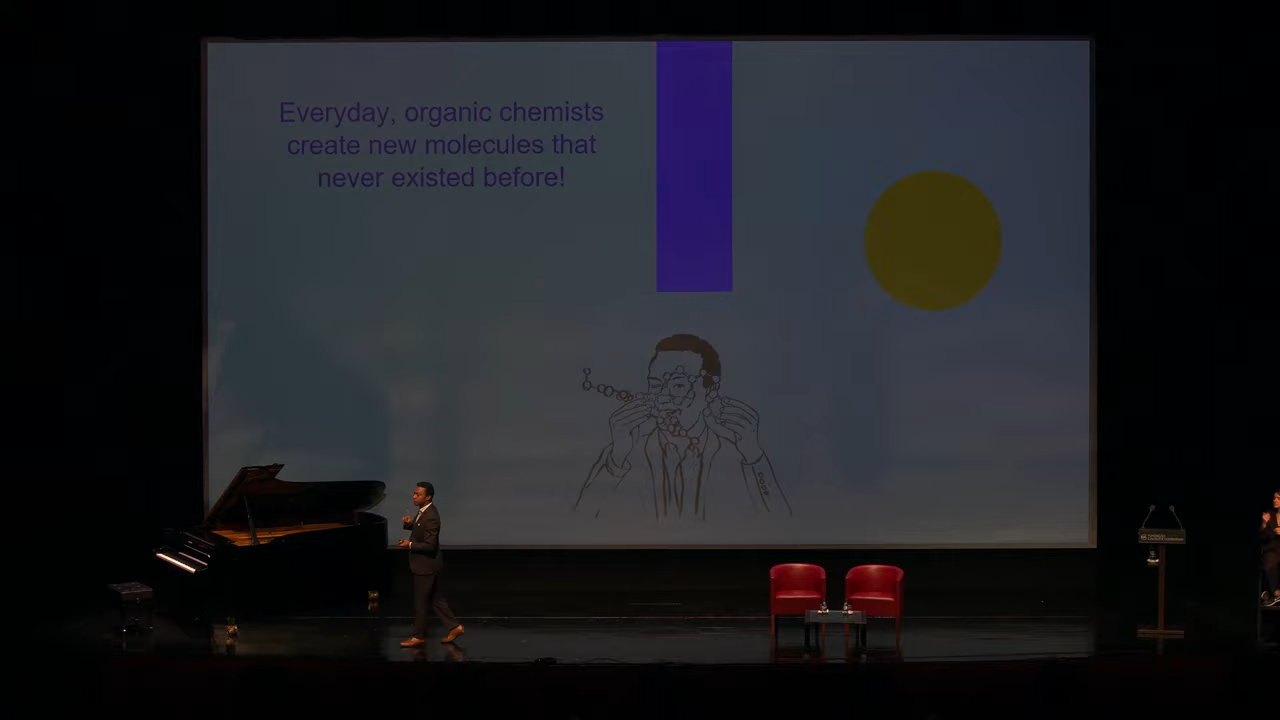 Everyday, organic chemists
create new molecules that
never existed before!